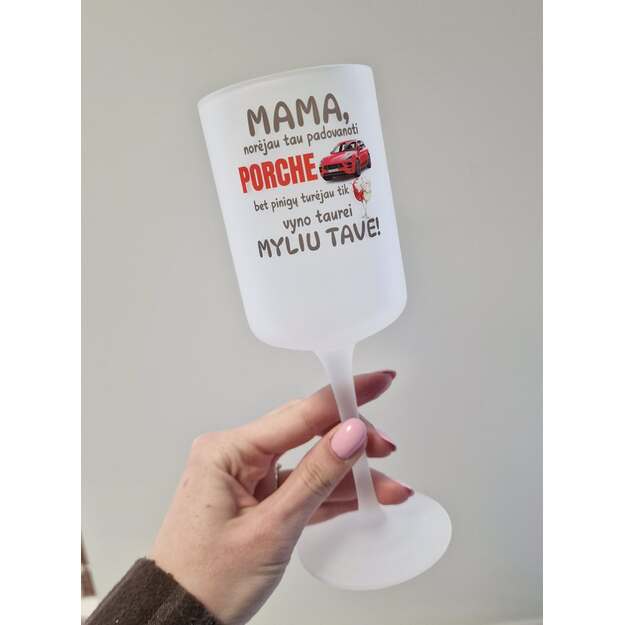 MAMA,
norėjau tau padovanoti
PORCHE
bet pinigų turėjau tik
vyno taurei
MYLIU TAVE!